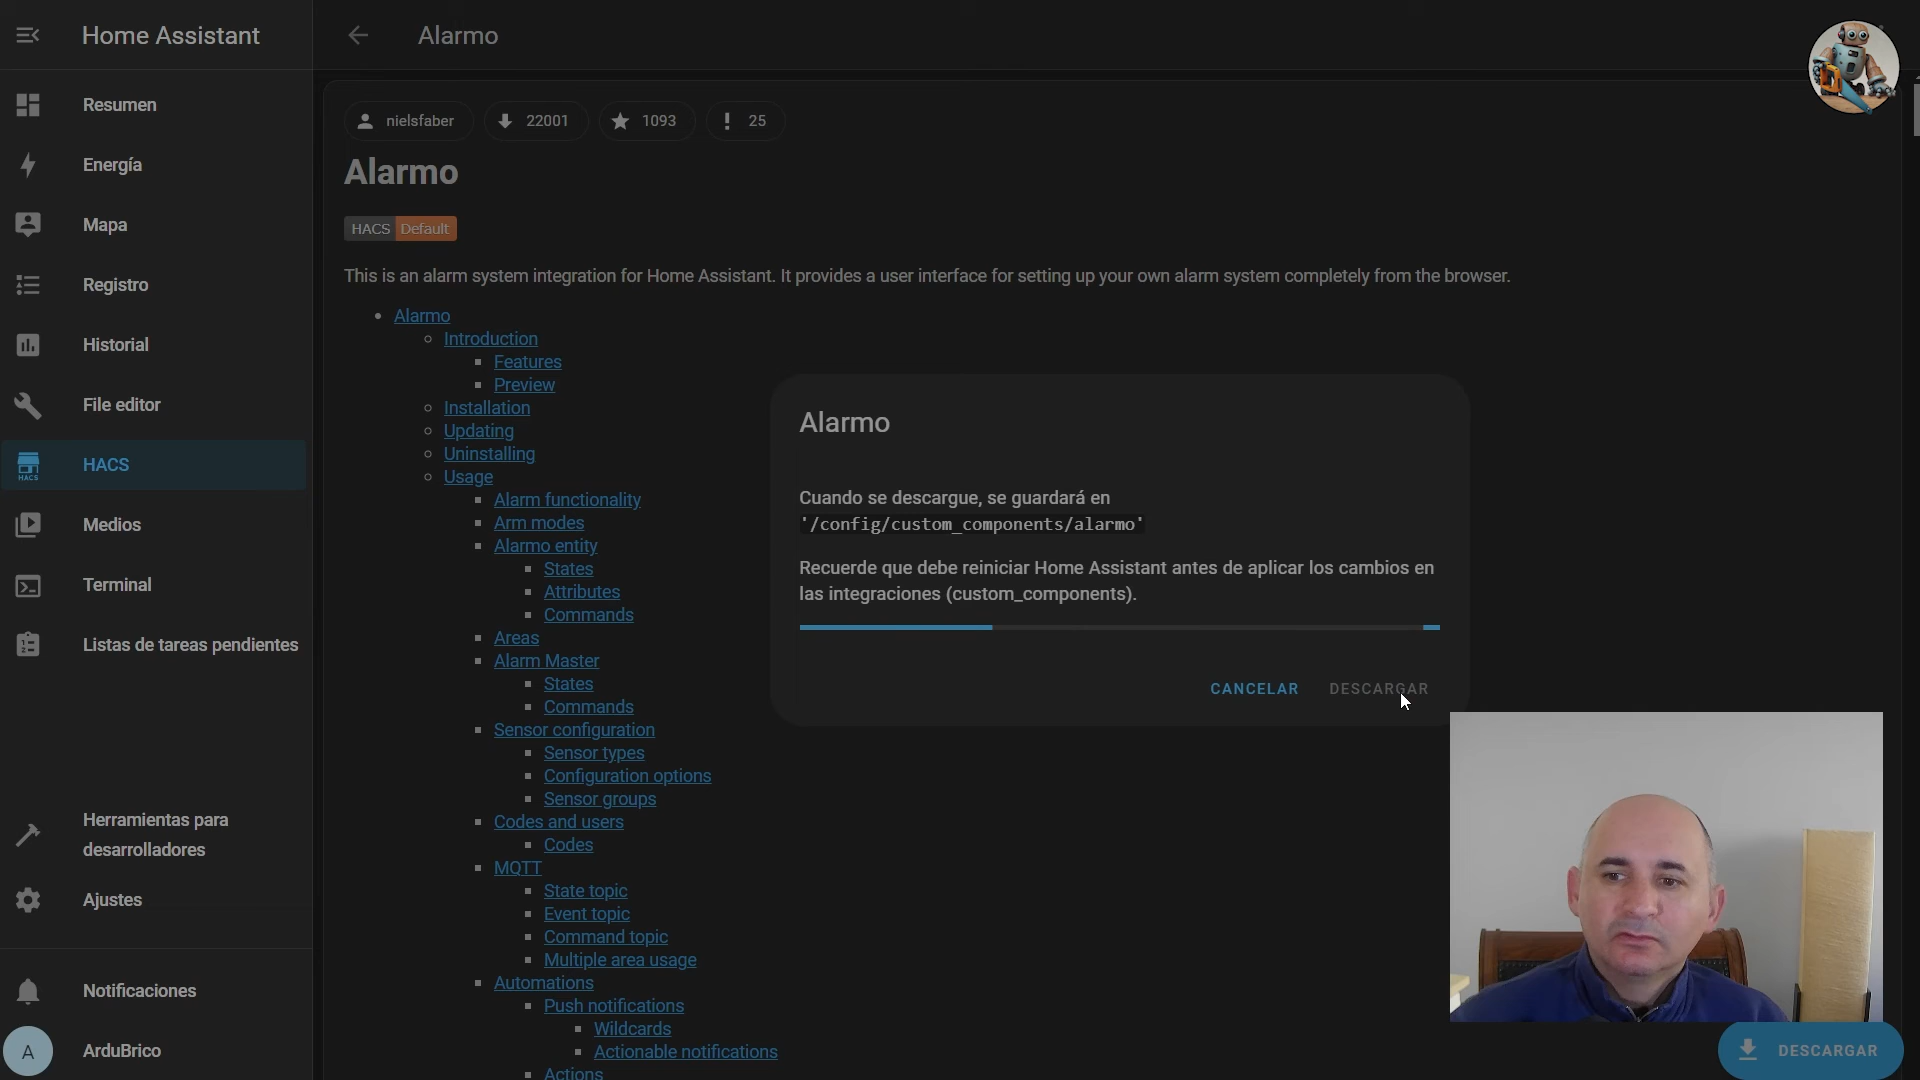 Home Assistant
Alarmo
Resumen
Energía
Mapa
Registro
Historial
File editor
HACS
HACS
Medios
Terminal
Listas de tareas pendientes
Herramientas para
desarrolladores
Ajustes
Notificaciones
A
ArduBrico
nielsfaber
22001
1093
25
Alarmo
HACS Default
This is an alarm system integration for Home Assistant. It provides a user interface for setting up your own alarm system completely from the browser.
Alarmo
Introduction
Features
Preview
Installation
Updating
Uninstalling
Usage
Alarm functionality
Arm modes
Alarmo entity
States
Attributes
Commands
Areas
Alarm Master
States
Commands
Sensor configuration
Sensor types
Configuration options
Sensor groups
Codes and users
Codes
MQTT
State topic
Event topic
Command topic
Multiple area usage
Automations
Push notifications
Wildcards
Actionable notifications
Actions
Alarmo
Cuando se descargue, se guardará en
'/config/custom_components/alarmo'
Recuerde que debe reiniciar Home Assistant antes de aplicar los cambios en
las integraciones (custom_components).
CANCELAR
DESCARGAR
DESCARGAR